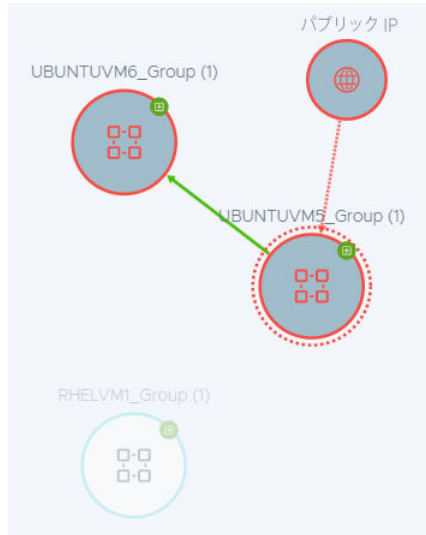 パブリック IP
UBUNTUVM6_Group (1)
UBUNTUVM5_Group (1)
RHELVM1_Group (1)